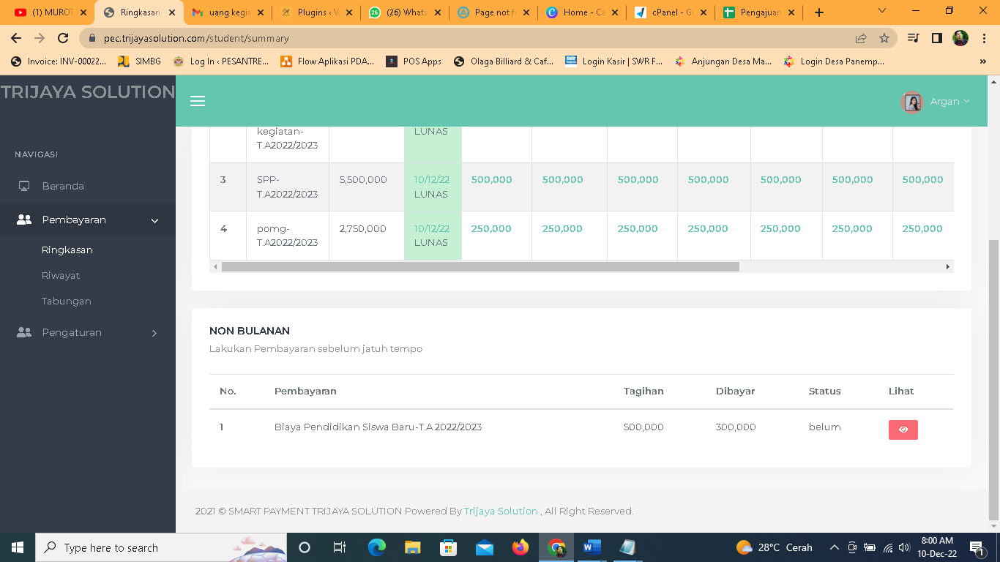 (1) MUROT
Ringkasan
uang kegia
Plugins ‹ V
(26) Whats
Page not f
Home - Ca
cPanel - G
Pengajuan
pec.trijayasolution.com/student/summary
Invoice: INV-00022...
SIMBG
Log In ‹ PESANTRE...
Flow Aplikasi PDA...
POS Apps
Olaga Billiard & Caf...
Login Kasir | SWR F...
Anjungan Desa Ma...
Login Desa Panemp...
TRIJAYA SOLUTION
Argan
NAVIGASI
Beranda
Pembayaran
Ringkasan
Riwayat
Tabungan
Pengaturan
kegiatan- LUNAS
T.A2022/2023
3 SPP- 5,500,000 10/12/22 500,000 500,000 500,000 500,000 500,000 500,000 500,000
T.A2022/2023 LUNAS
4 pomg- 2,750,000 10/12/22 250,000 250,000 250,000 250,000 250,000 250,000 250,000
T.A2022/2023 LUNAS
NON BULANAN
Lakukan Pembayaran sebelum jatuh tempo
No. Pembayaran Tagihan Dibayar Status Lihat
1 Biaya Pendidikan Siswa Baru-T.A 2022/2023 500,000 300,000 belum
2021 © SMART PAYMENT TRIJAYA SOLUTION Powered By Trijaya Solution , All Right Reserved.
Type here to search
28°C Cerah
8:00 AM
10-Dec-22
1